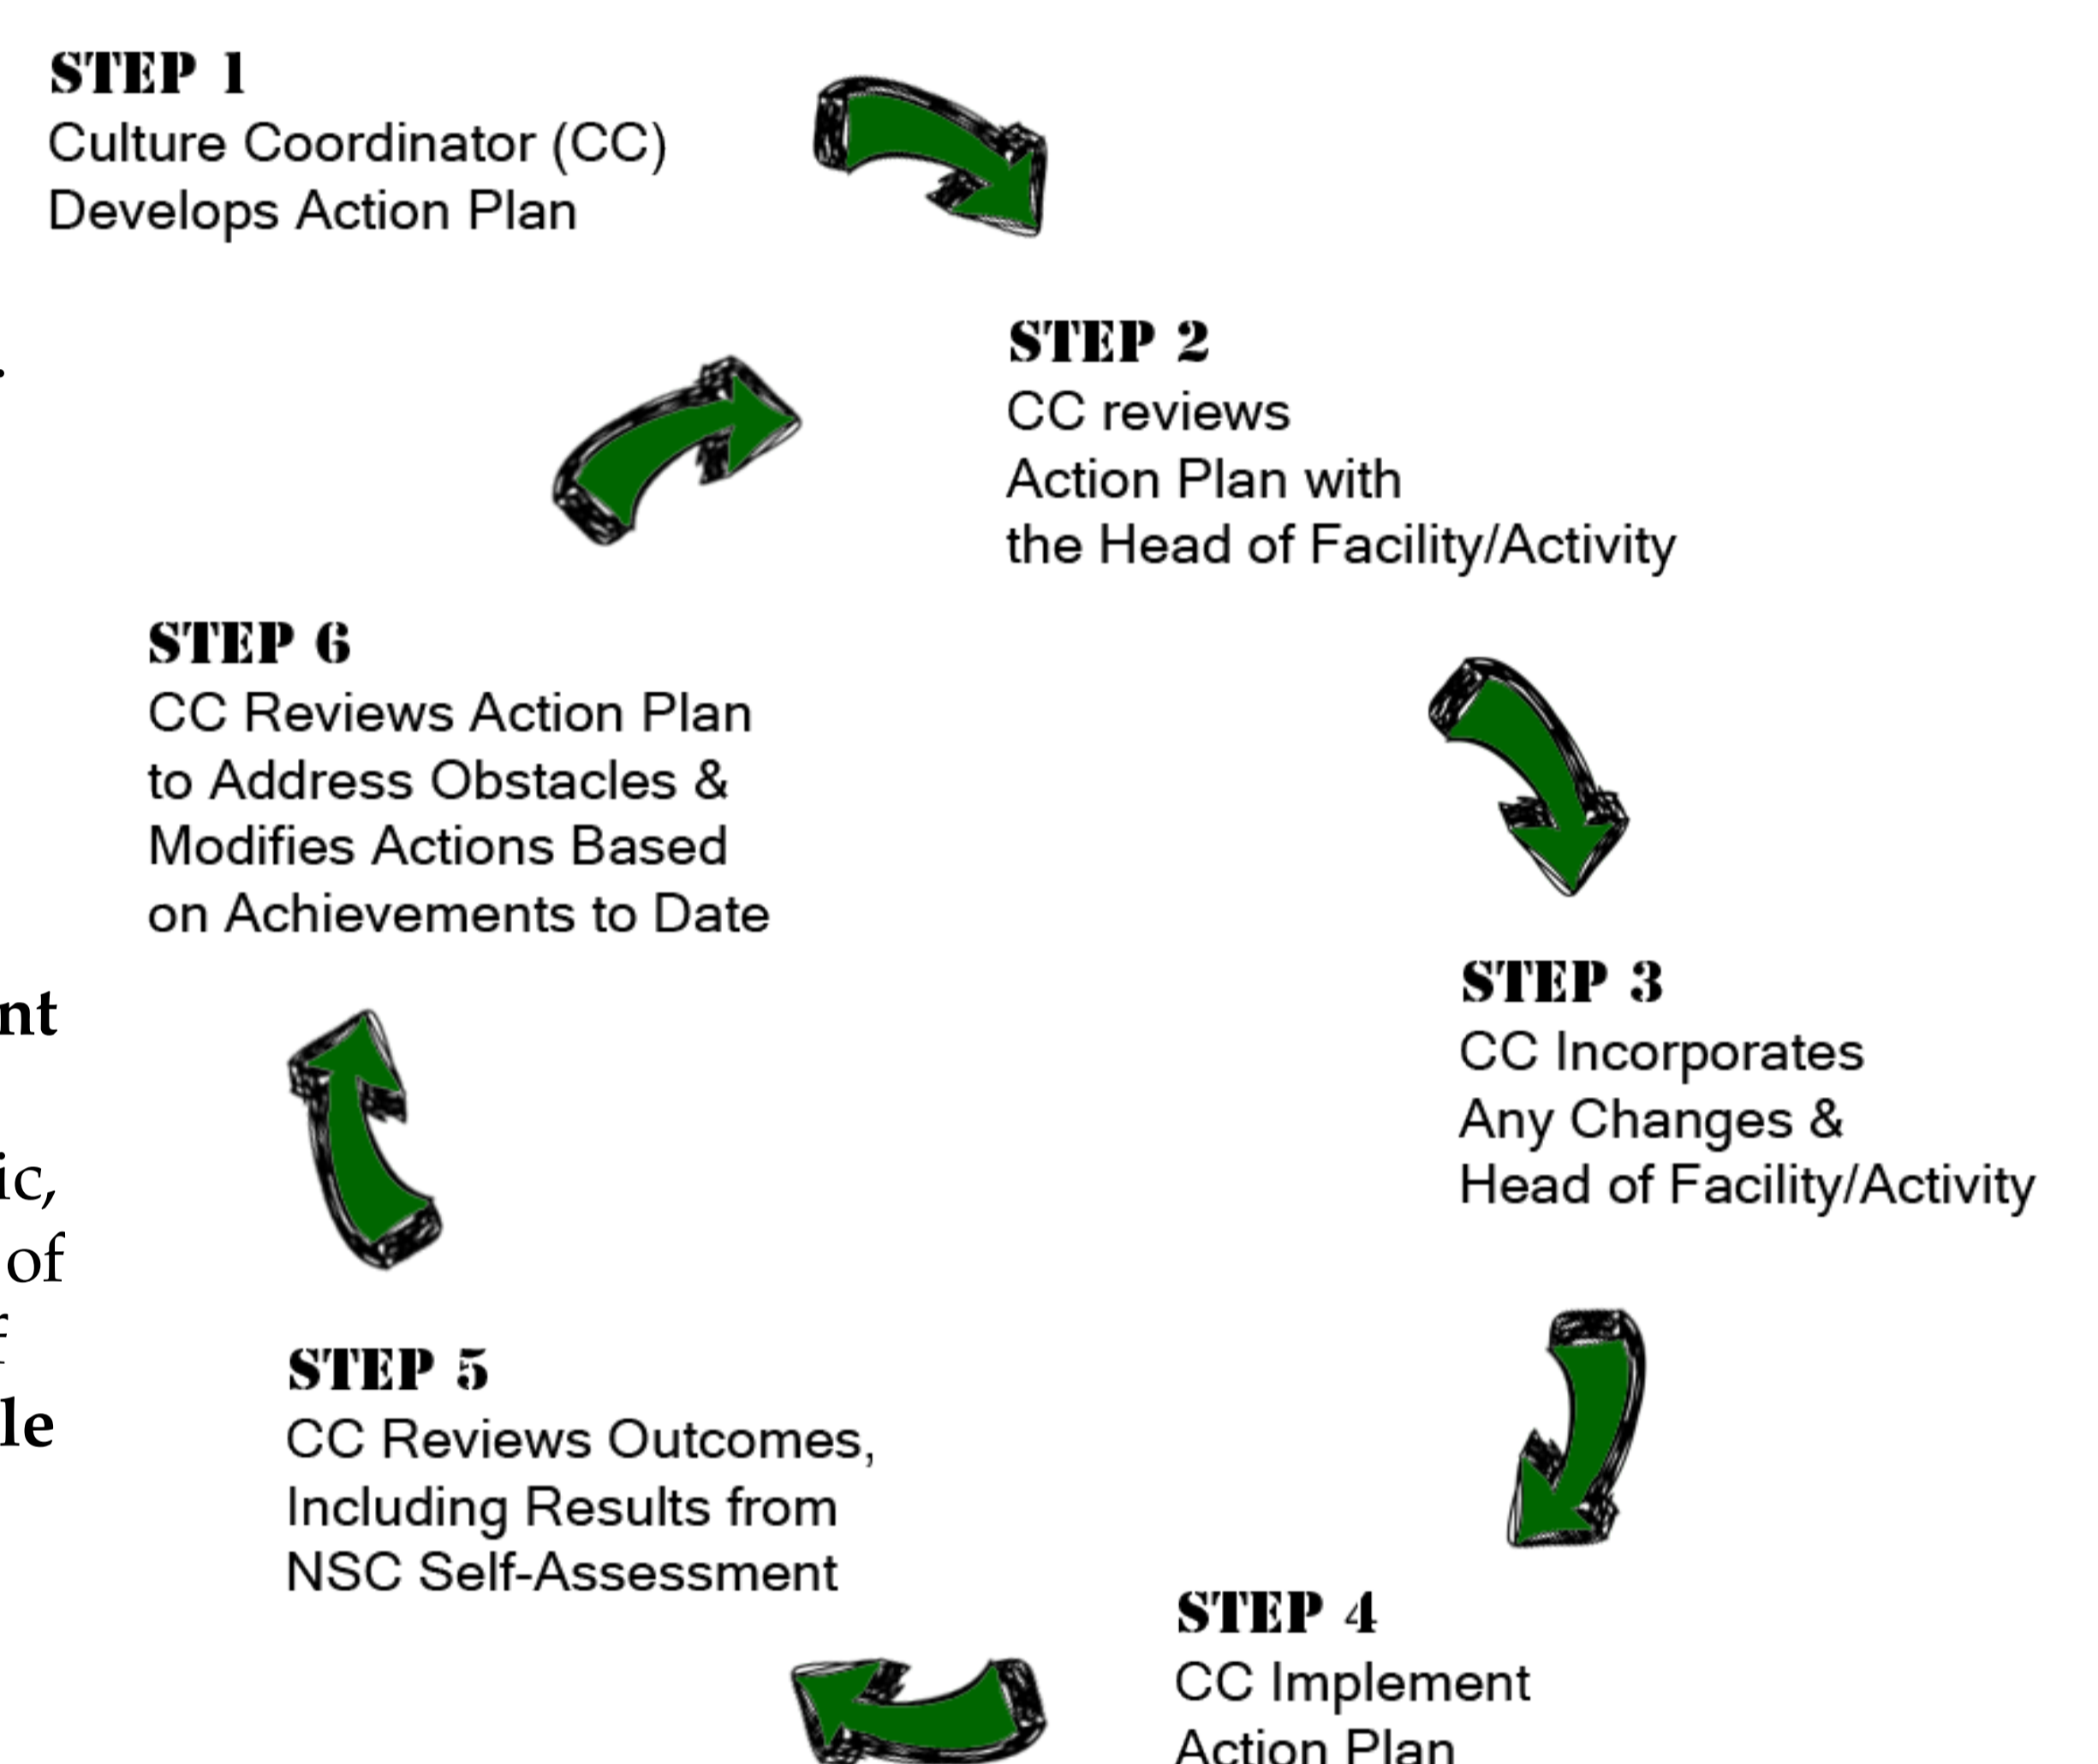 STEP 1
Culture Coordinator (CC)
Develops Action Plan
.
STEP 2
CC reviews
Action Plan with
the Head of Facility/Activity
STEP 6
CC Reviews Action Plan
to Address Obstacles &
Modifies Actions Based
on Achievements to Date
STEP 3
CC Incorporates
Any Changes &
Head of Facility/Activity
nt
ic,
of
f
le
STEP 5
CC Reviews Outcomes,
Including Results from
NSC Self-Assessment
STEP 4
CC Implement
Action Plan